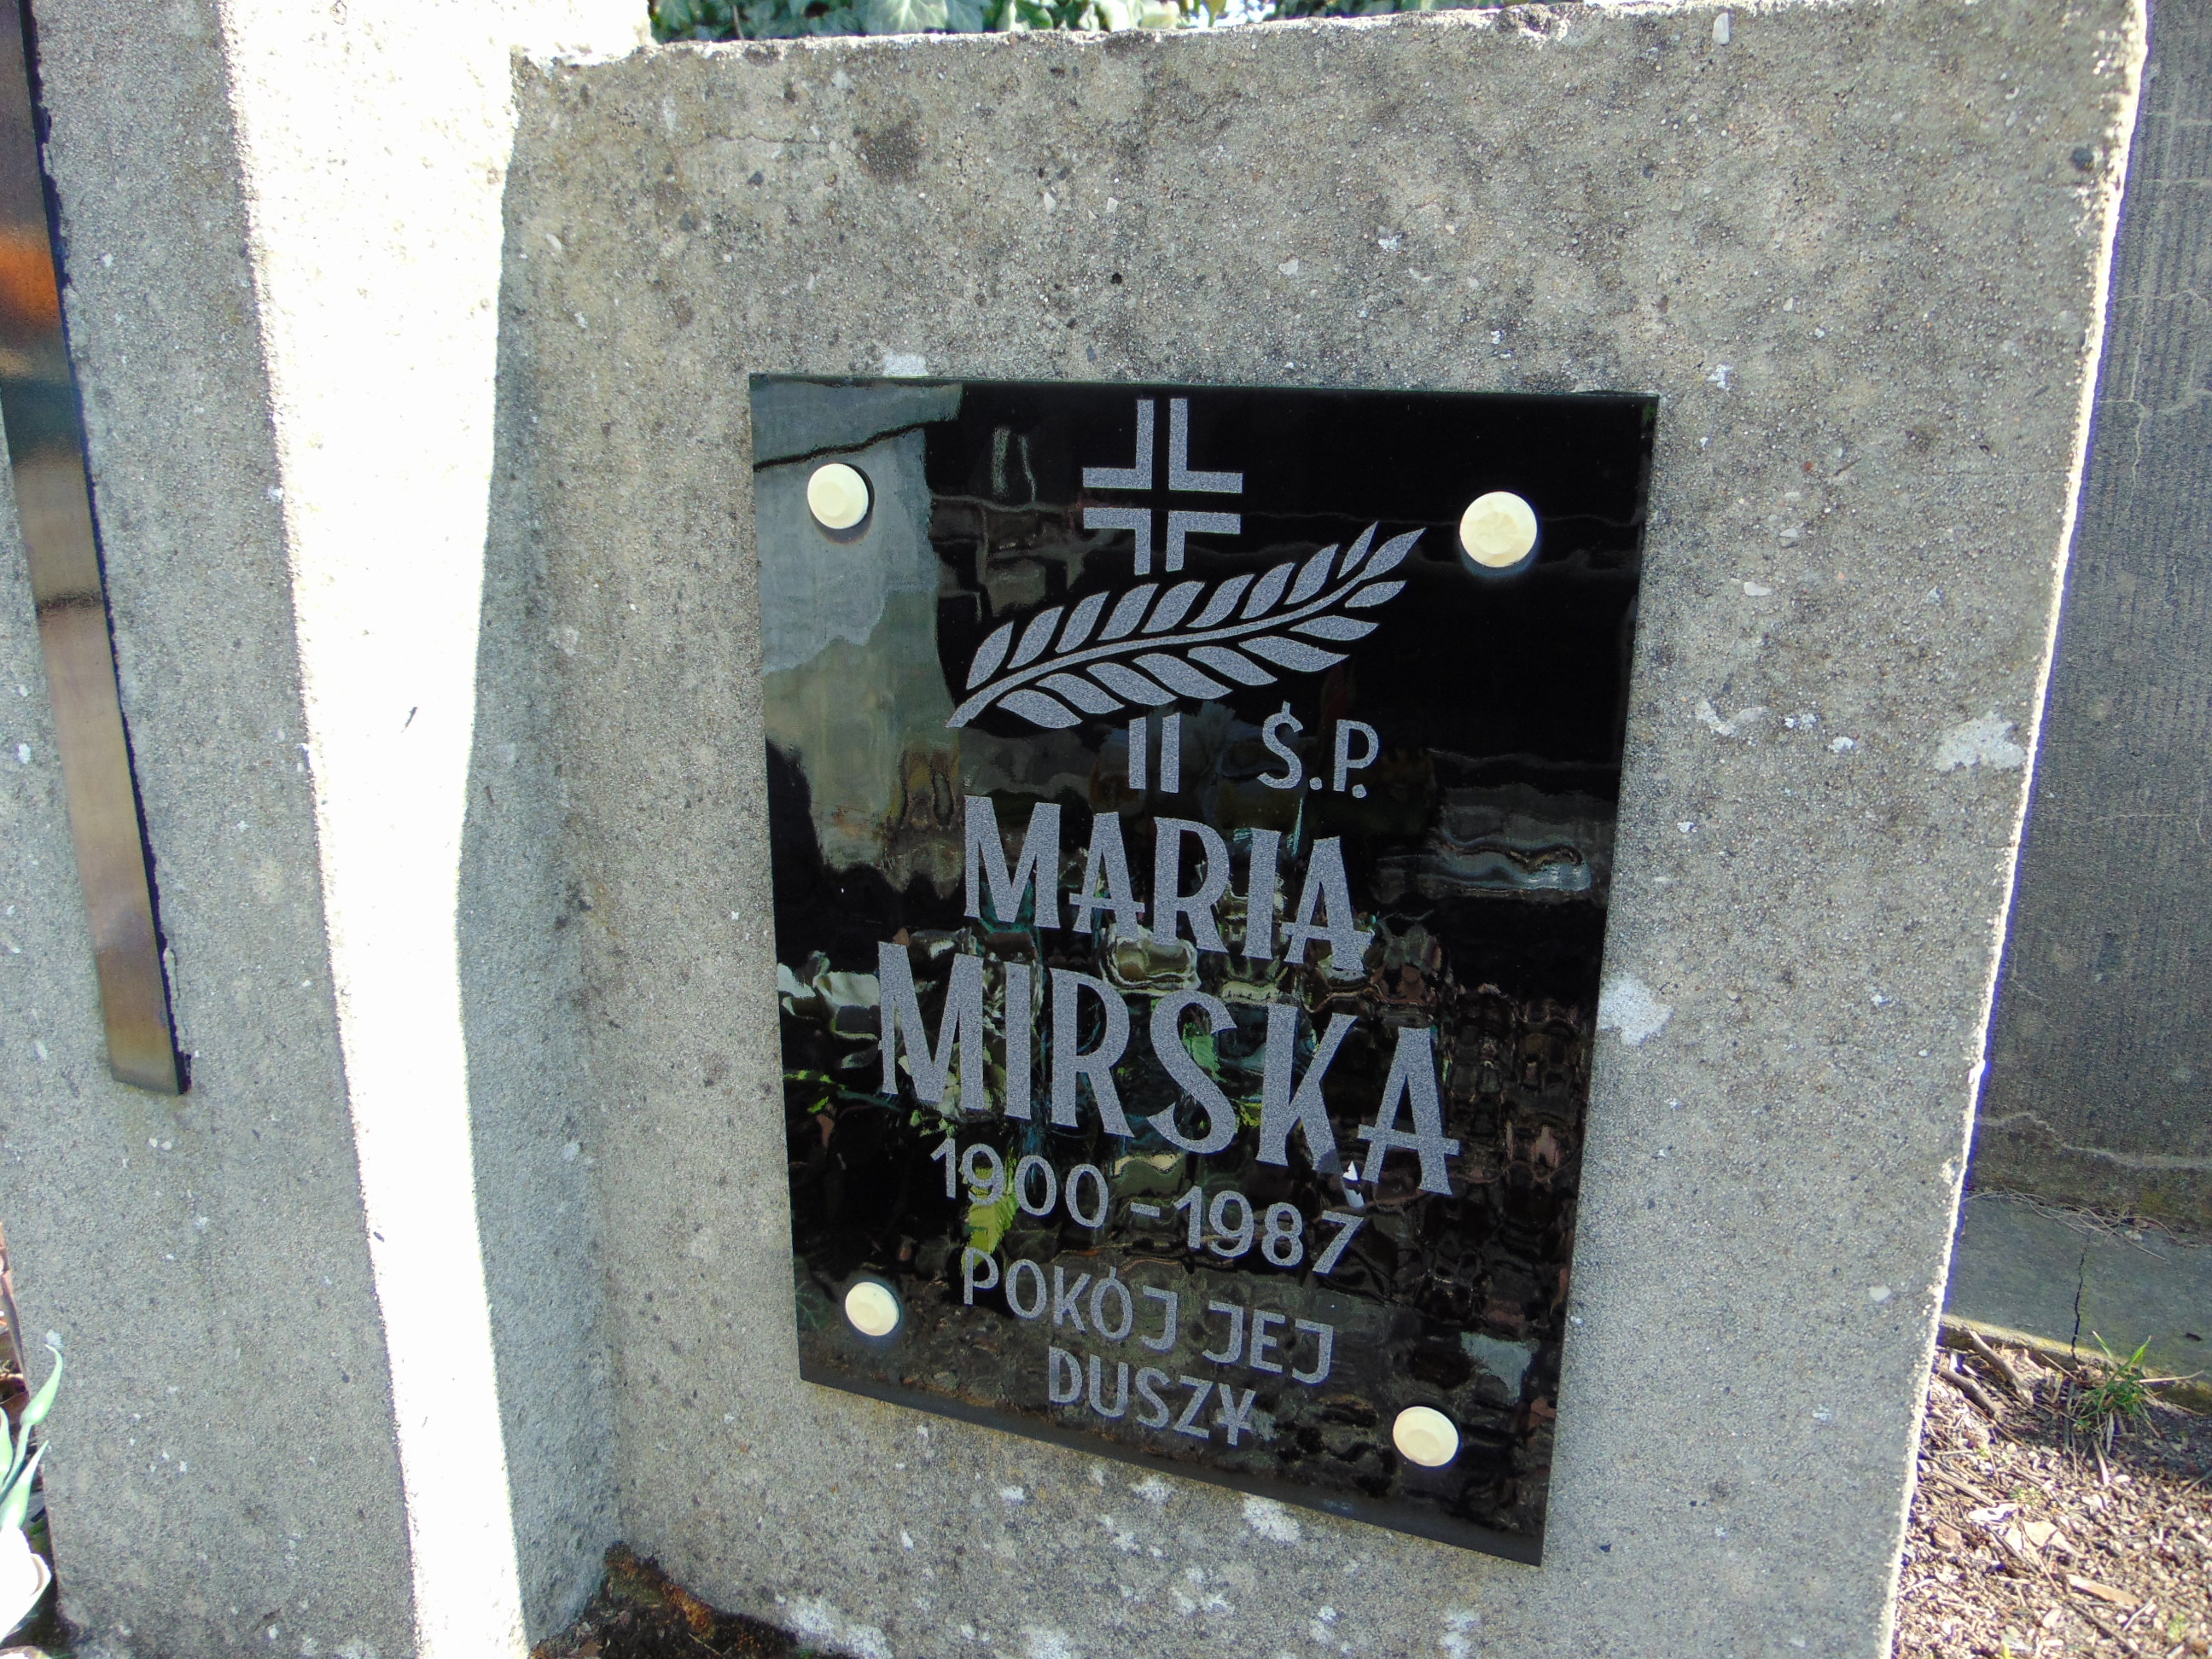 Ś.P.
MARIA
MIRSKA
1900-1987
POKÓJ JEJ
DUSZY